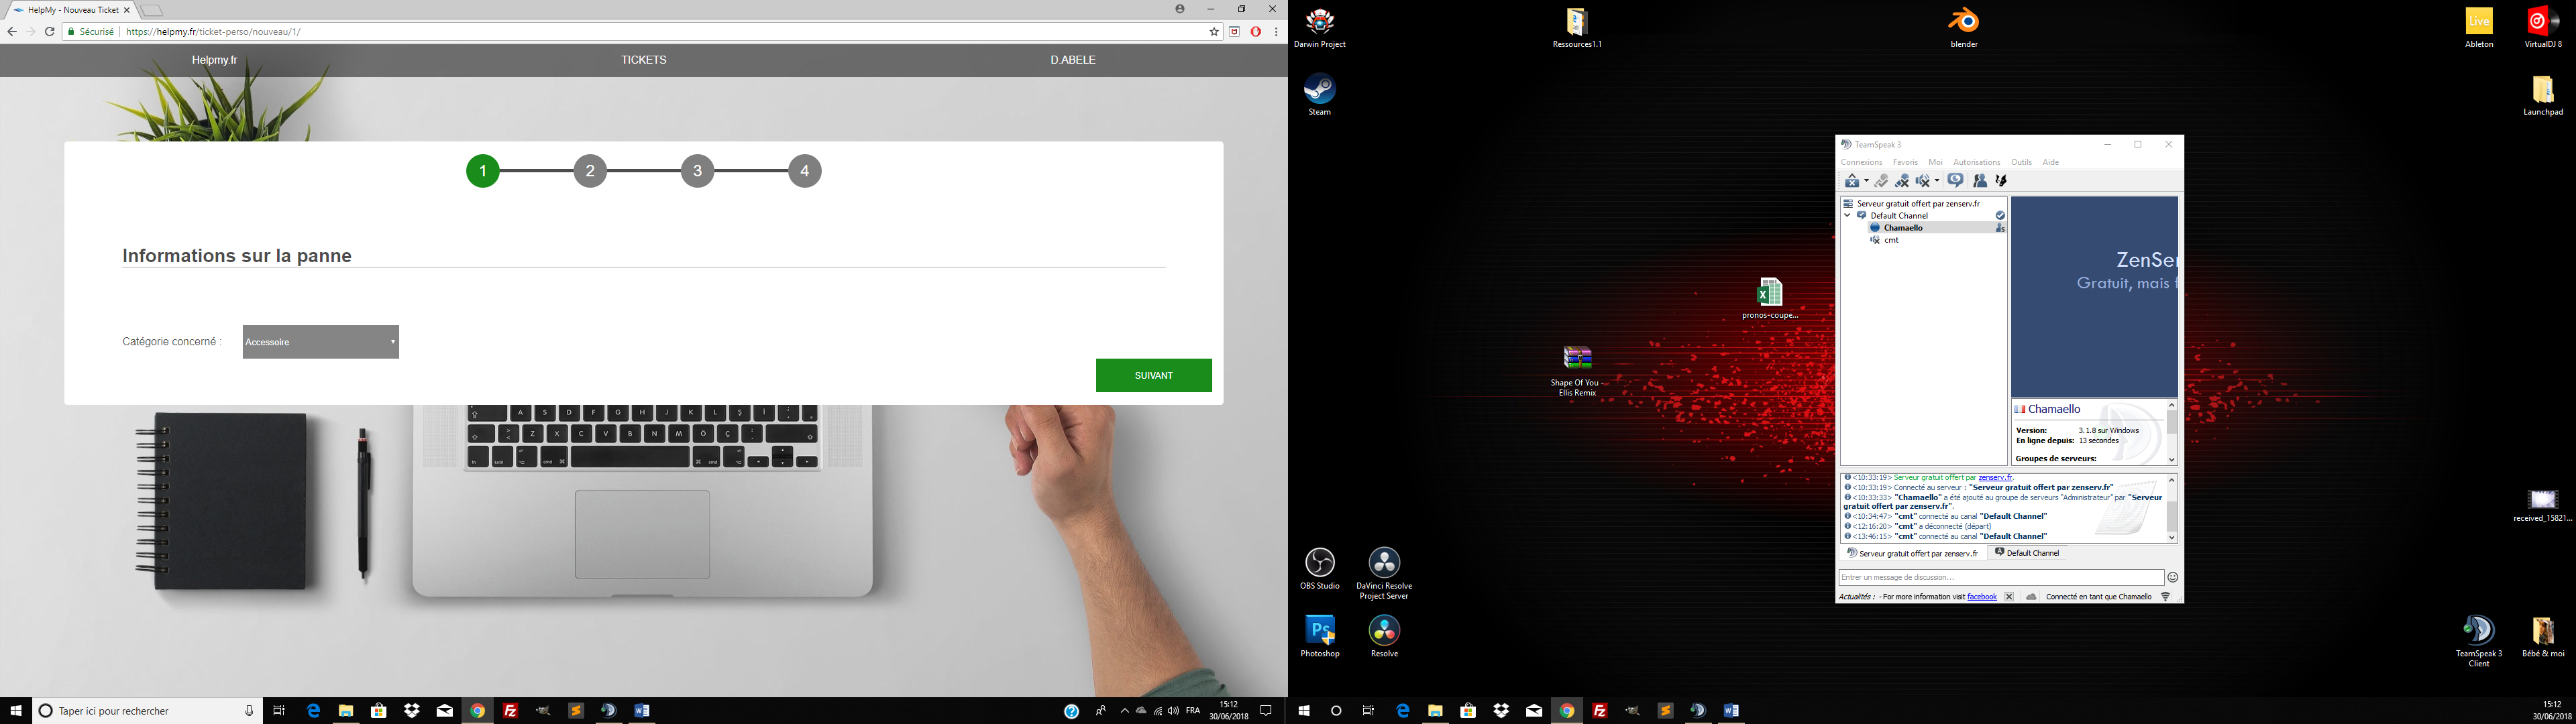 HelpMy - Nouveau Ticket
Sécurisé | https://helpmy.fr/ticket-perso/nouveau/1/
Helpmy.fr TICKETS D.ABELE
1 2 3 4
Informations sur la panne
Catégorie concerné : Accessoire
SUIVANT
A S D F G H J K L Ş İ
Z X C V B N M Ö Ç
Taper ici pour rechercher
FRA
15:12
30/06/2018
Darwin Project
Ressources1.1
blender
Live
Ableton
VirtualDJ 8
Steam
Launchpad
TeamSpeak 3
Connexions Favoris Moi Autorisations Outils Aide
Serveur gratuit offert par zenserv.fr
Default Channel
Chamaello
cmt
ZenSer
Gratuit, mais f
Chamaello
Version: 3.1.8 sur Windows
En ligne depuis: 13 secondes
Groupes de serveurs:
<10:33:19> Serveur gratuit offert par zenserv.fr.
<10:33:19> Connecté au serveur : "Serveur gratuit offert par zenserv.fr"
<10:33:33> "Chamaello" a été ajouté au groupe de serveurs "Administrateur" par "Serveur
gratuit offert par zenserv.fr".
<10:34:47> "cmt" connecté au canal "Default Channel"
<12:16:20> "cmt" a déconnecté (départ)
<13:46:15> "cmt" connecté au canal "Default Channel"
Serveur gratuit offert par zenserv.fr Default Channel
Entrer un message de discussion...
Actualités : - For more information visit facebook Connecté en tant que Chamaello
pronos-coupe...
Shape Of You -
Ellis Remix
received_15821...
OBS Studio
DaVinci Resolve
Project Server
Ps
Photoshop
Resolve
TeamSpeak 3
Client
Bébé & moi
15:12
30/06/2018